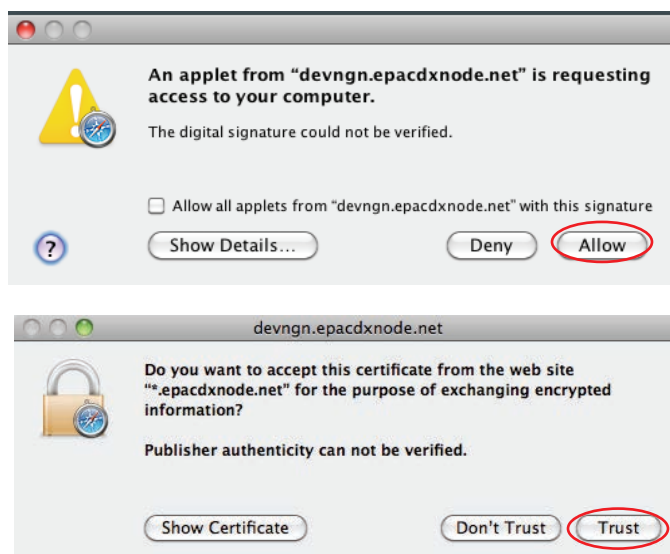 An applet from “devngn.epacdxnode.net” is requesting
access to your computer.
The digital signature could not be verified.
Allow all applets from “devngn.epacdxnode.net” with this signature
?
Show Details...
Deny
Allow
devngn.epacdxnode.net
Do you want to accept this certificate from the web site
“*.epacdxnode.net” for the purpose of exchanging encrypted
information?
Publisher authenticity can not be verified.
Show Certificate
Don't Trust
Trust